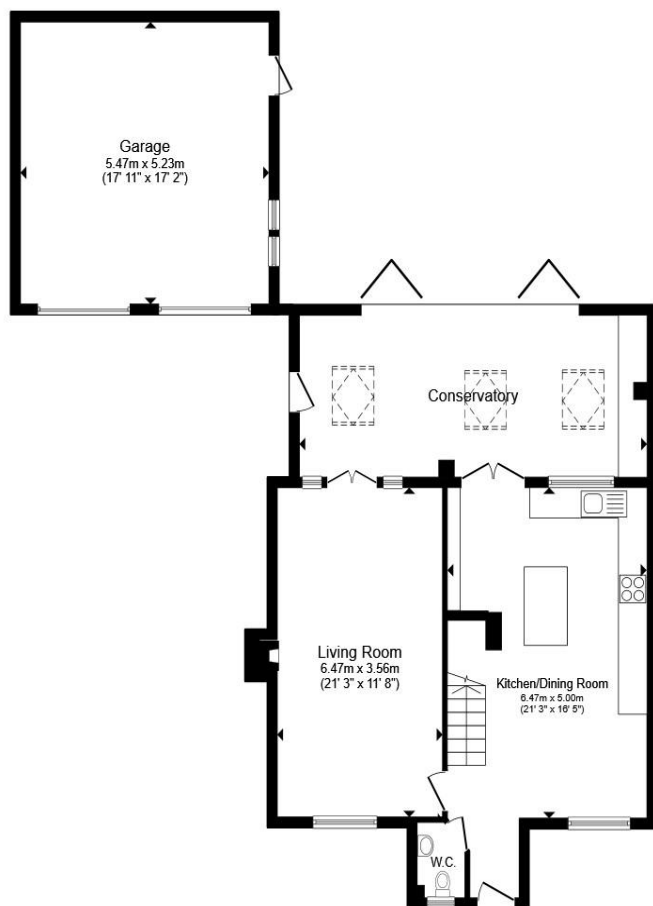 Garage
5.47m x 5.23m
(17' 11" x 17' 2")
Conservatory
Living Room
6.47m x 3.56m
(21' 3" x 11' 8")
Kitchen/Dining Room
6.47m x 5.00m
(21' 3" x 16' 5")
W.C.